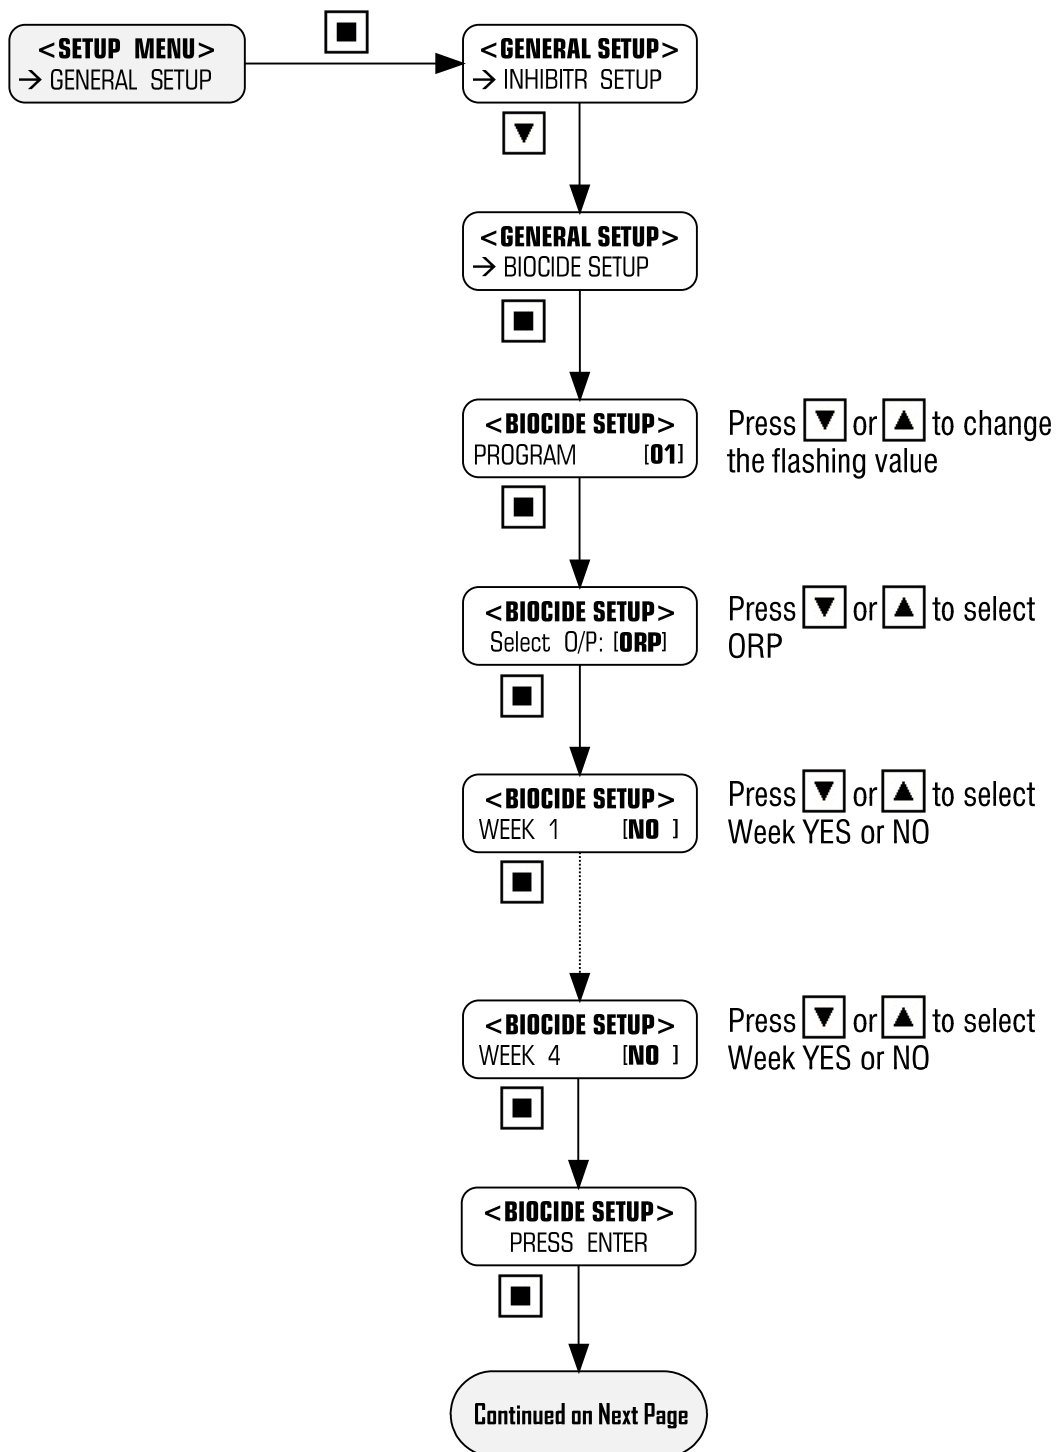 <SETUP MENU>
→ GENERAL SETUP
<GENERAL SETUP>
→ INHIBITR SETUP
<GENERAL SETUP>
→ BIOCIDE SETUP
<BIOCIDE SETUP>
PROGRAM [01]
Press ▼ or ▲ to change
the flashing value
<BIOCIDE SETUP>
Select O/P: [ORP]
Press ▼ or ▲ to select
ORP
<BIOCIDE SETUP>
WEEK 1 [NO ]
Press ▼ or ▲ to select
Week YES or NO
<BIOCIDE SETUP>
WEEK 4 [NO ]
Press ▼ or ▲ to select
Week YES or NO
<BIOCIDE SETUP>
PRESS ENTER
Continued on Next Page